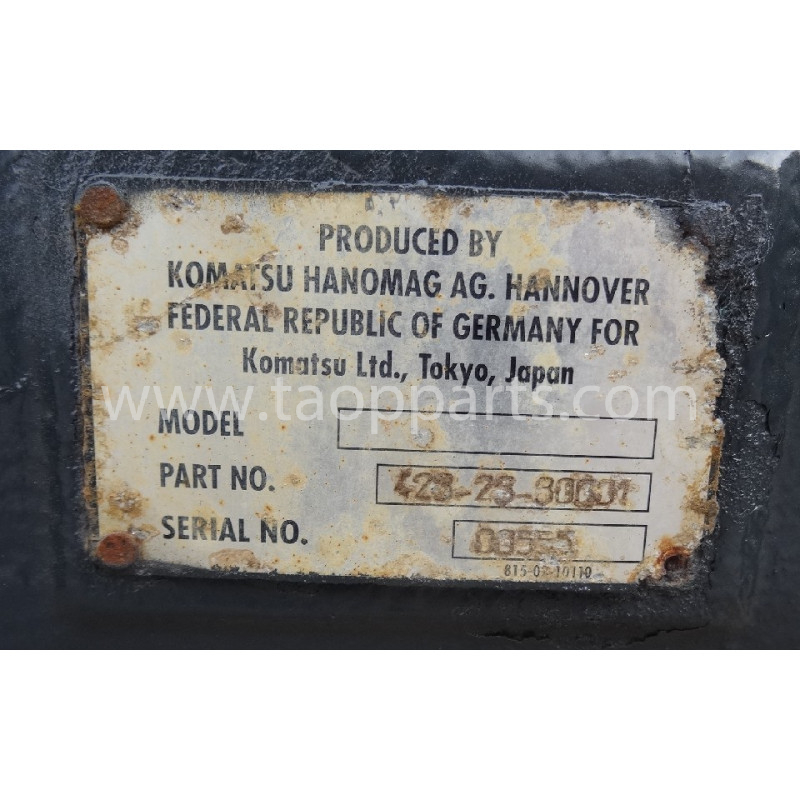 PRODUCED BY
KOMATSU HANOMAG AG. HANNOVER
FEDERAL REPUBLIC OF GERMANY FOR
Komatsu Ltd., Tokyo, Japan
www.taopparts.com
MODEL
PART NO.
SERIAL NO.